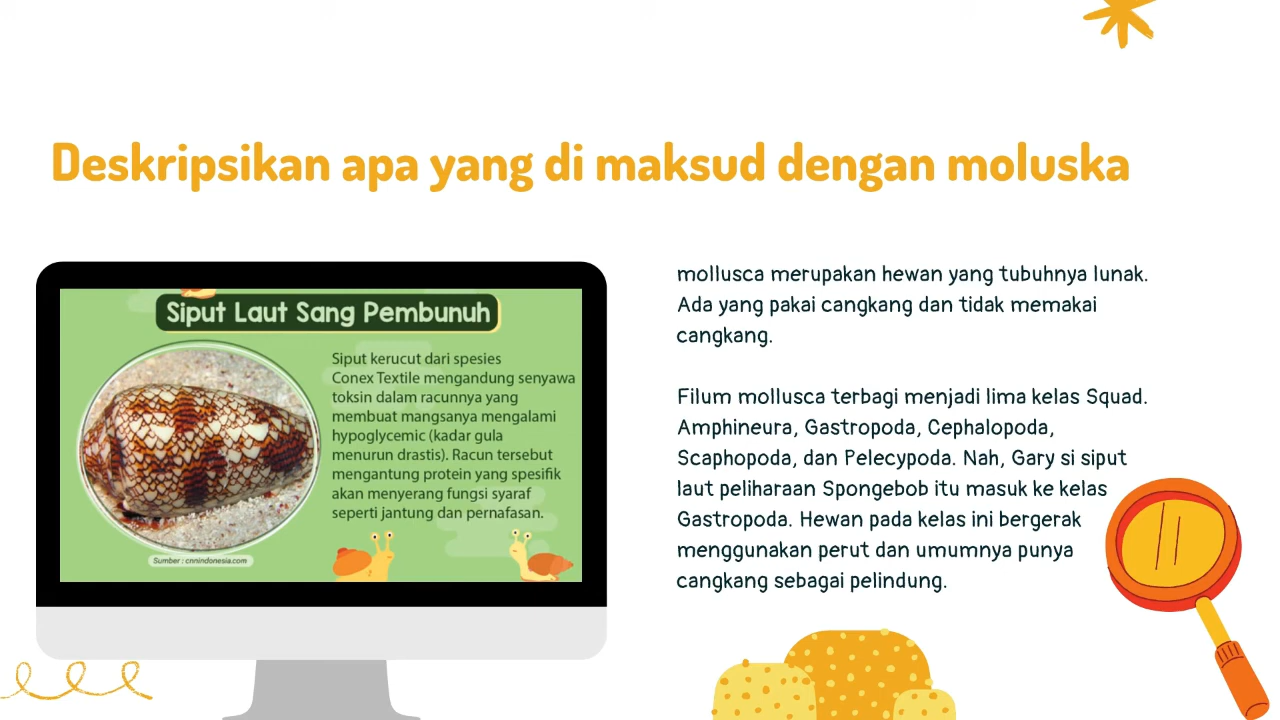 Deskripsikan apa yang di maksud dengan moluska
Siput Laut Sang Pembunuh
Siput kerucut dari spesies
Conex Textile mengandung senyawa
toksin dalam racunnya yang
membuat mangsanya mengalami
hypoglycemic (kadar gula
menurun drastis). Racun tersebut
mengantung protein yang spesifik
akan menyerang fungsi syaraf
seperti jantung dan pernafasan.
Sumber : cnnindonesia.com
mollusca merupakan hewan yang tubuhnya lunak.
Ada yang pakai cangkang dan tidak memakai
cangkang.
Filum mollusca terbagi menjadi lima kelas Squad.
Amphineura, Gastropoda, Cephalopoda,
Scaphopoda, dan Pelecypoda. Nah, Gary si siput
laut peliharaan Spongebob itu masuk ke kelas
Gastropoda. Hewan pada kelas ini bergerak
menggunakan perut dan umumnya punya
cangkang sebagai pelindung.